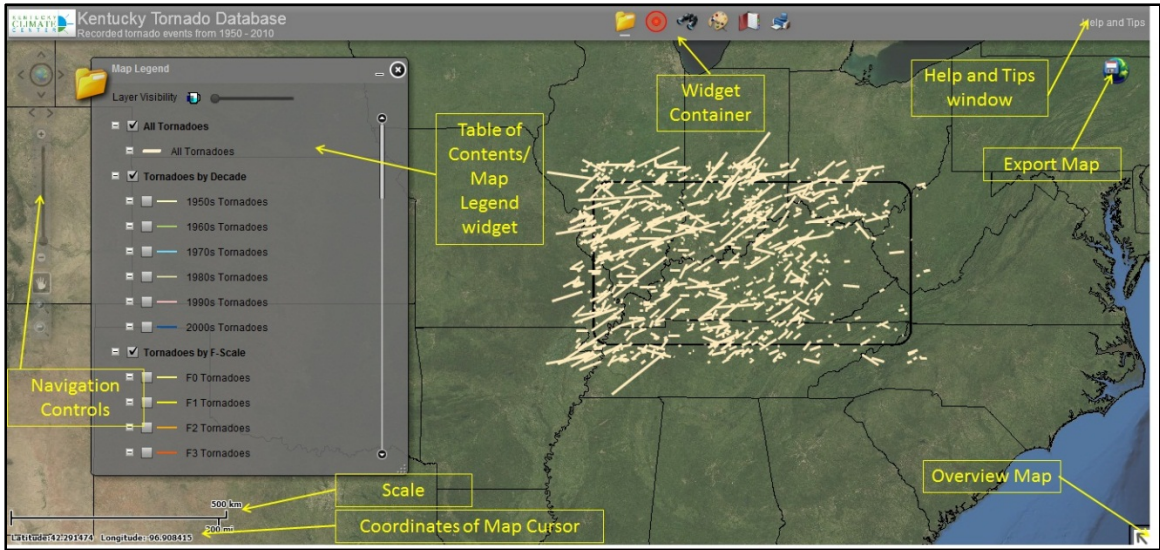 KENTUCKY
CLIMATE
CENTER
Kentucky Tornado Database
Recorded tornado events from 1950 - 2010
Help and Tips
Map Legend
Layer Visibility
All Tornadoes
All Tornadoes
Tornadoes by Decade
1950s Tornadoes
1960s Tornadoes
1970s Tornadoes
1980s Tornadoes
1990s Tornadoes
2000s Tornadoes
Tornadoes by F-Scale
F0 Tornadoes
F1 Tornadoes
F2 Tornadoes
F3 Tornadoes
Table of
Contents/
Map
Legend
widget
Widget
Container
Help and Tips
window
Export Map
Navigation
Controls
Scale
Coordinates of Map Cursor
Overview Map
500 km
200 mi
Latitude:42.291474 Longitude:-96.908415